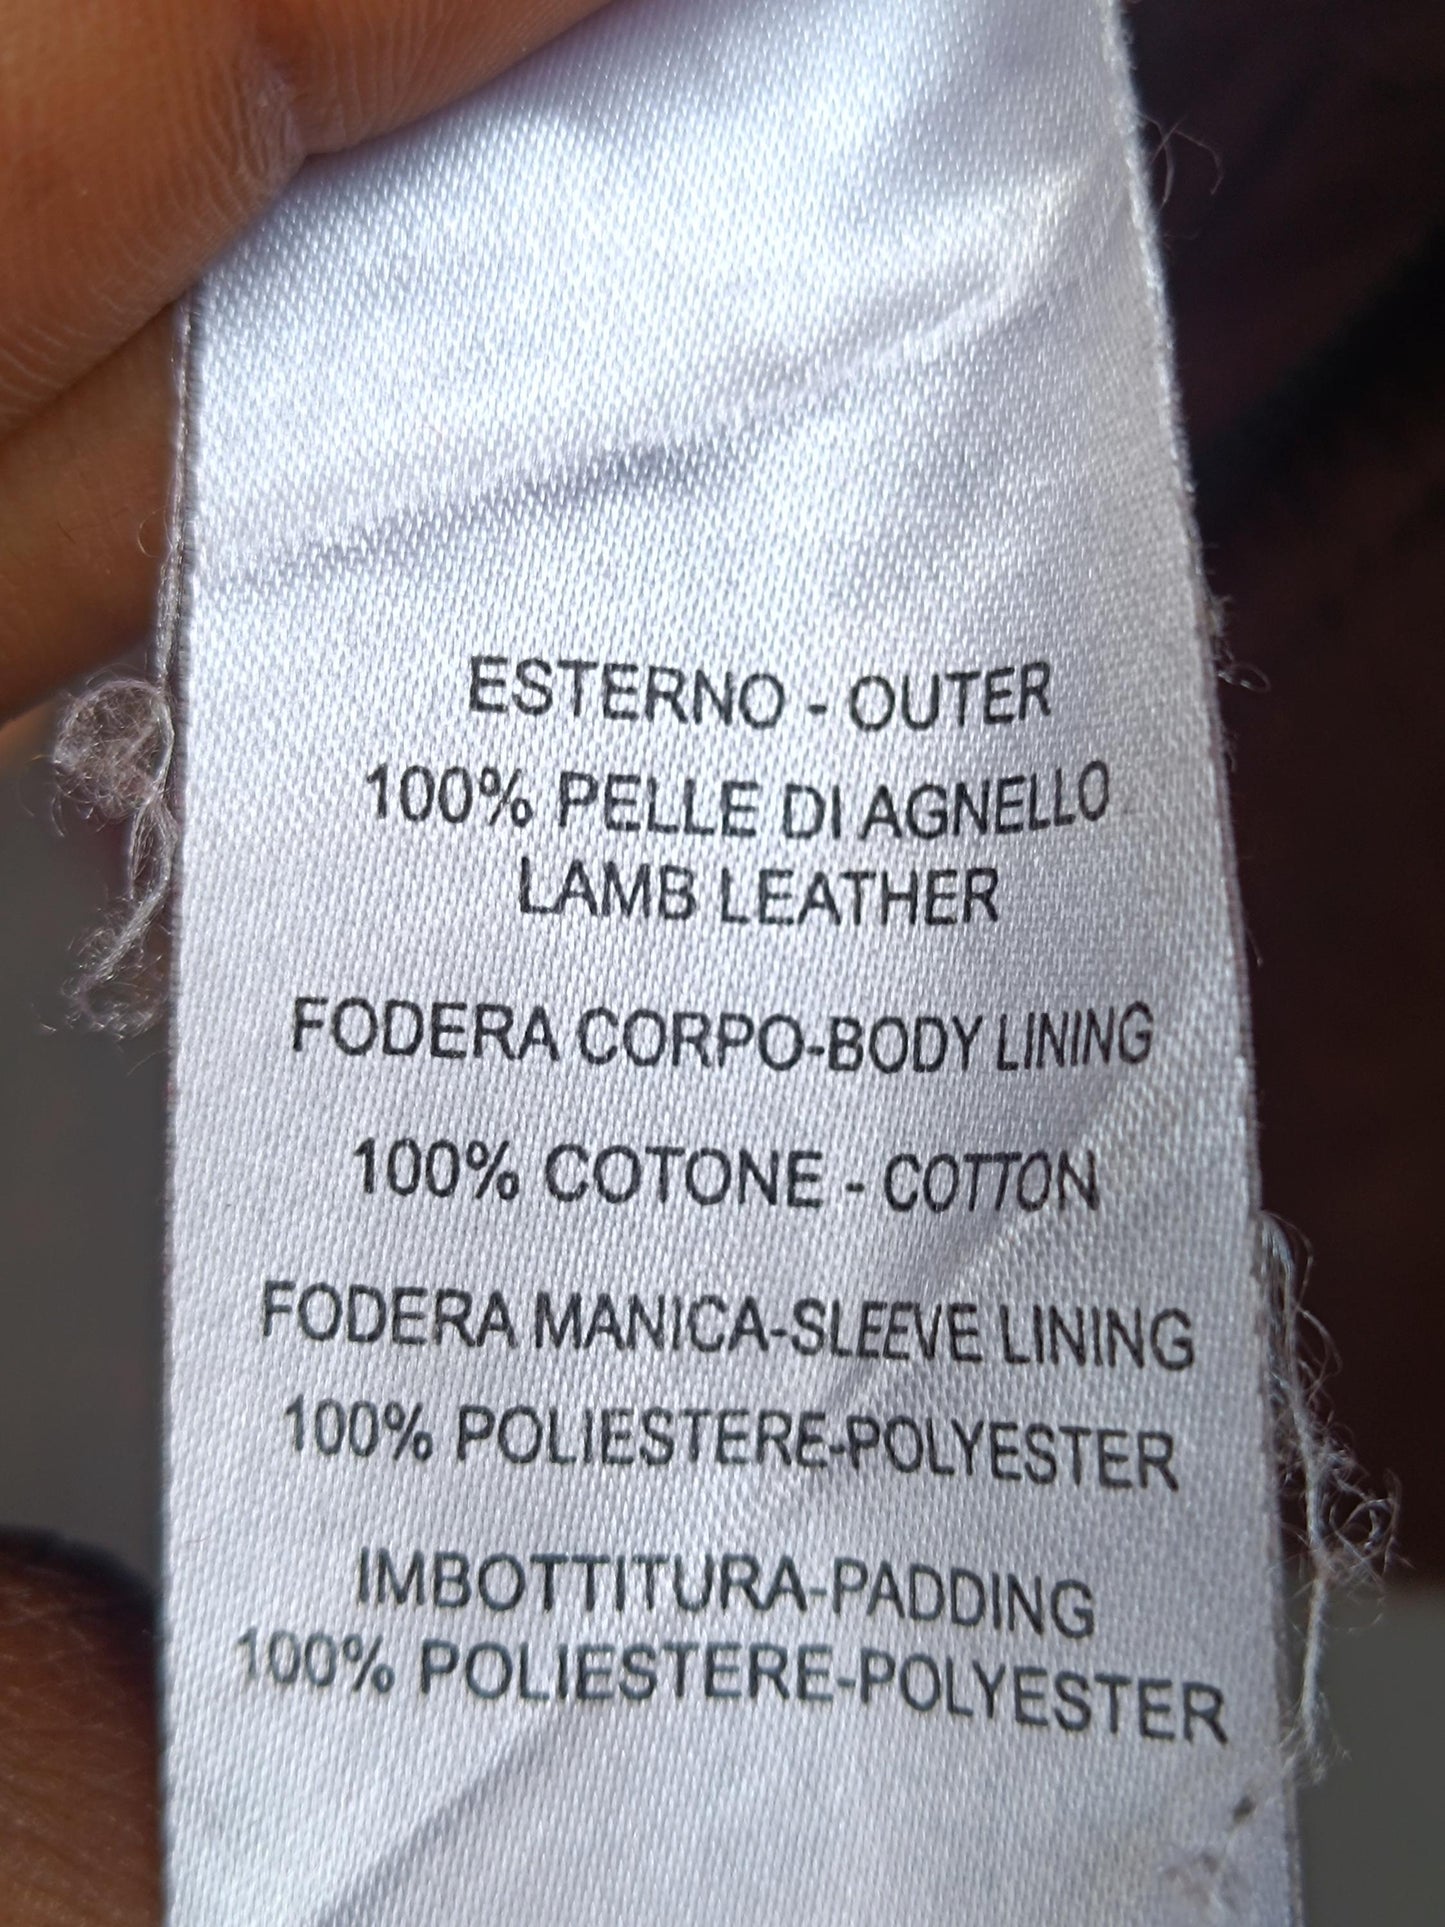 ESTERNO - OUTER
100% PELLE DI AGNELLO
LAMB LEATHER
FODERA CORPO-BODY LINING
100% COTONE - COTTON
FODERA MANICA-SLEEVE LINING
100% POLIESTERE-POLYESTER
IMBOTTITURA-PADDING
100% POLIESTERE-POLYESTER